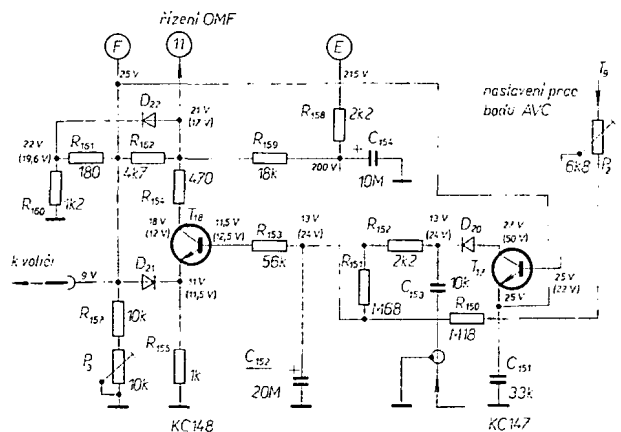 řízení OMF
F
11
E
25 V
215 V
nastavení prac
bodu AVC
T9
D22
21 V
(17 V)
R158
2k2
22 V
(19,6 V)
R161
180
R162
4k7
R159
18k
200 V
C154
10M
6k8
P2
R160
1k2
R154
470
18 V
(12 V)
T18
11,5 V
(12,5 V)
R153
56k
13 V
(24 V)
R152
2k2
13 V
(24 V)
D20
27 V
(50 V)
T17
25 V
(22 V)
k voliči
9 V
D21
11 V
(11,5 V)
R151
M68
C153
10k
R150
M18
25 V
R157
10k
P3
10k
R155
1k
C152
20M
C151
33k
KC148
KC147